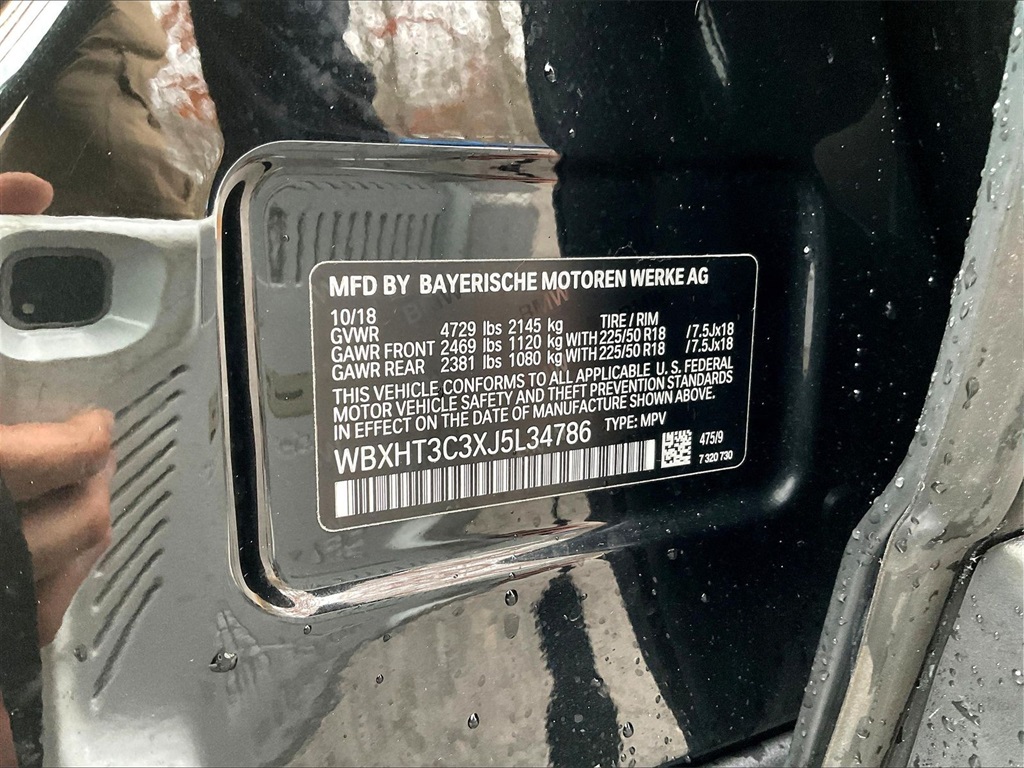 MFD BY BAYERISCHE MOTOREN WERKE AG
10/18
GVWR 4729 lbs 2145 kg TIRE / RIM
GAWR FRONT 2469 lbs 1120 kg WITH 225/50 R18 /7.5Jx18
GAWR REAR 2381 lbs 1080 kg WITH 225/50 R18 /7.5Jx18
THIS VEHICLE CONFORMS TO ALL APPLICABLE U. S. FEDERAL
MOTOR VEHICLE SAFETY AND THEFT PREVENTION STANDARDS
IN EFFECT ON THE DATE OF MANUFACTURE SHOWN ABOVE.
WBXHT3C3XJ5L34786 TYPE: MPV
475/9
7 320 730